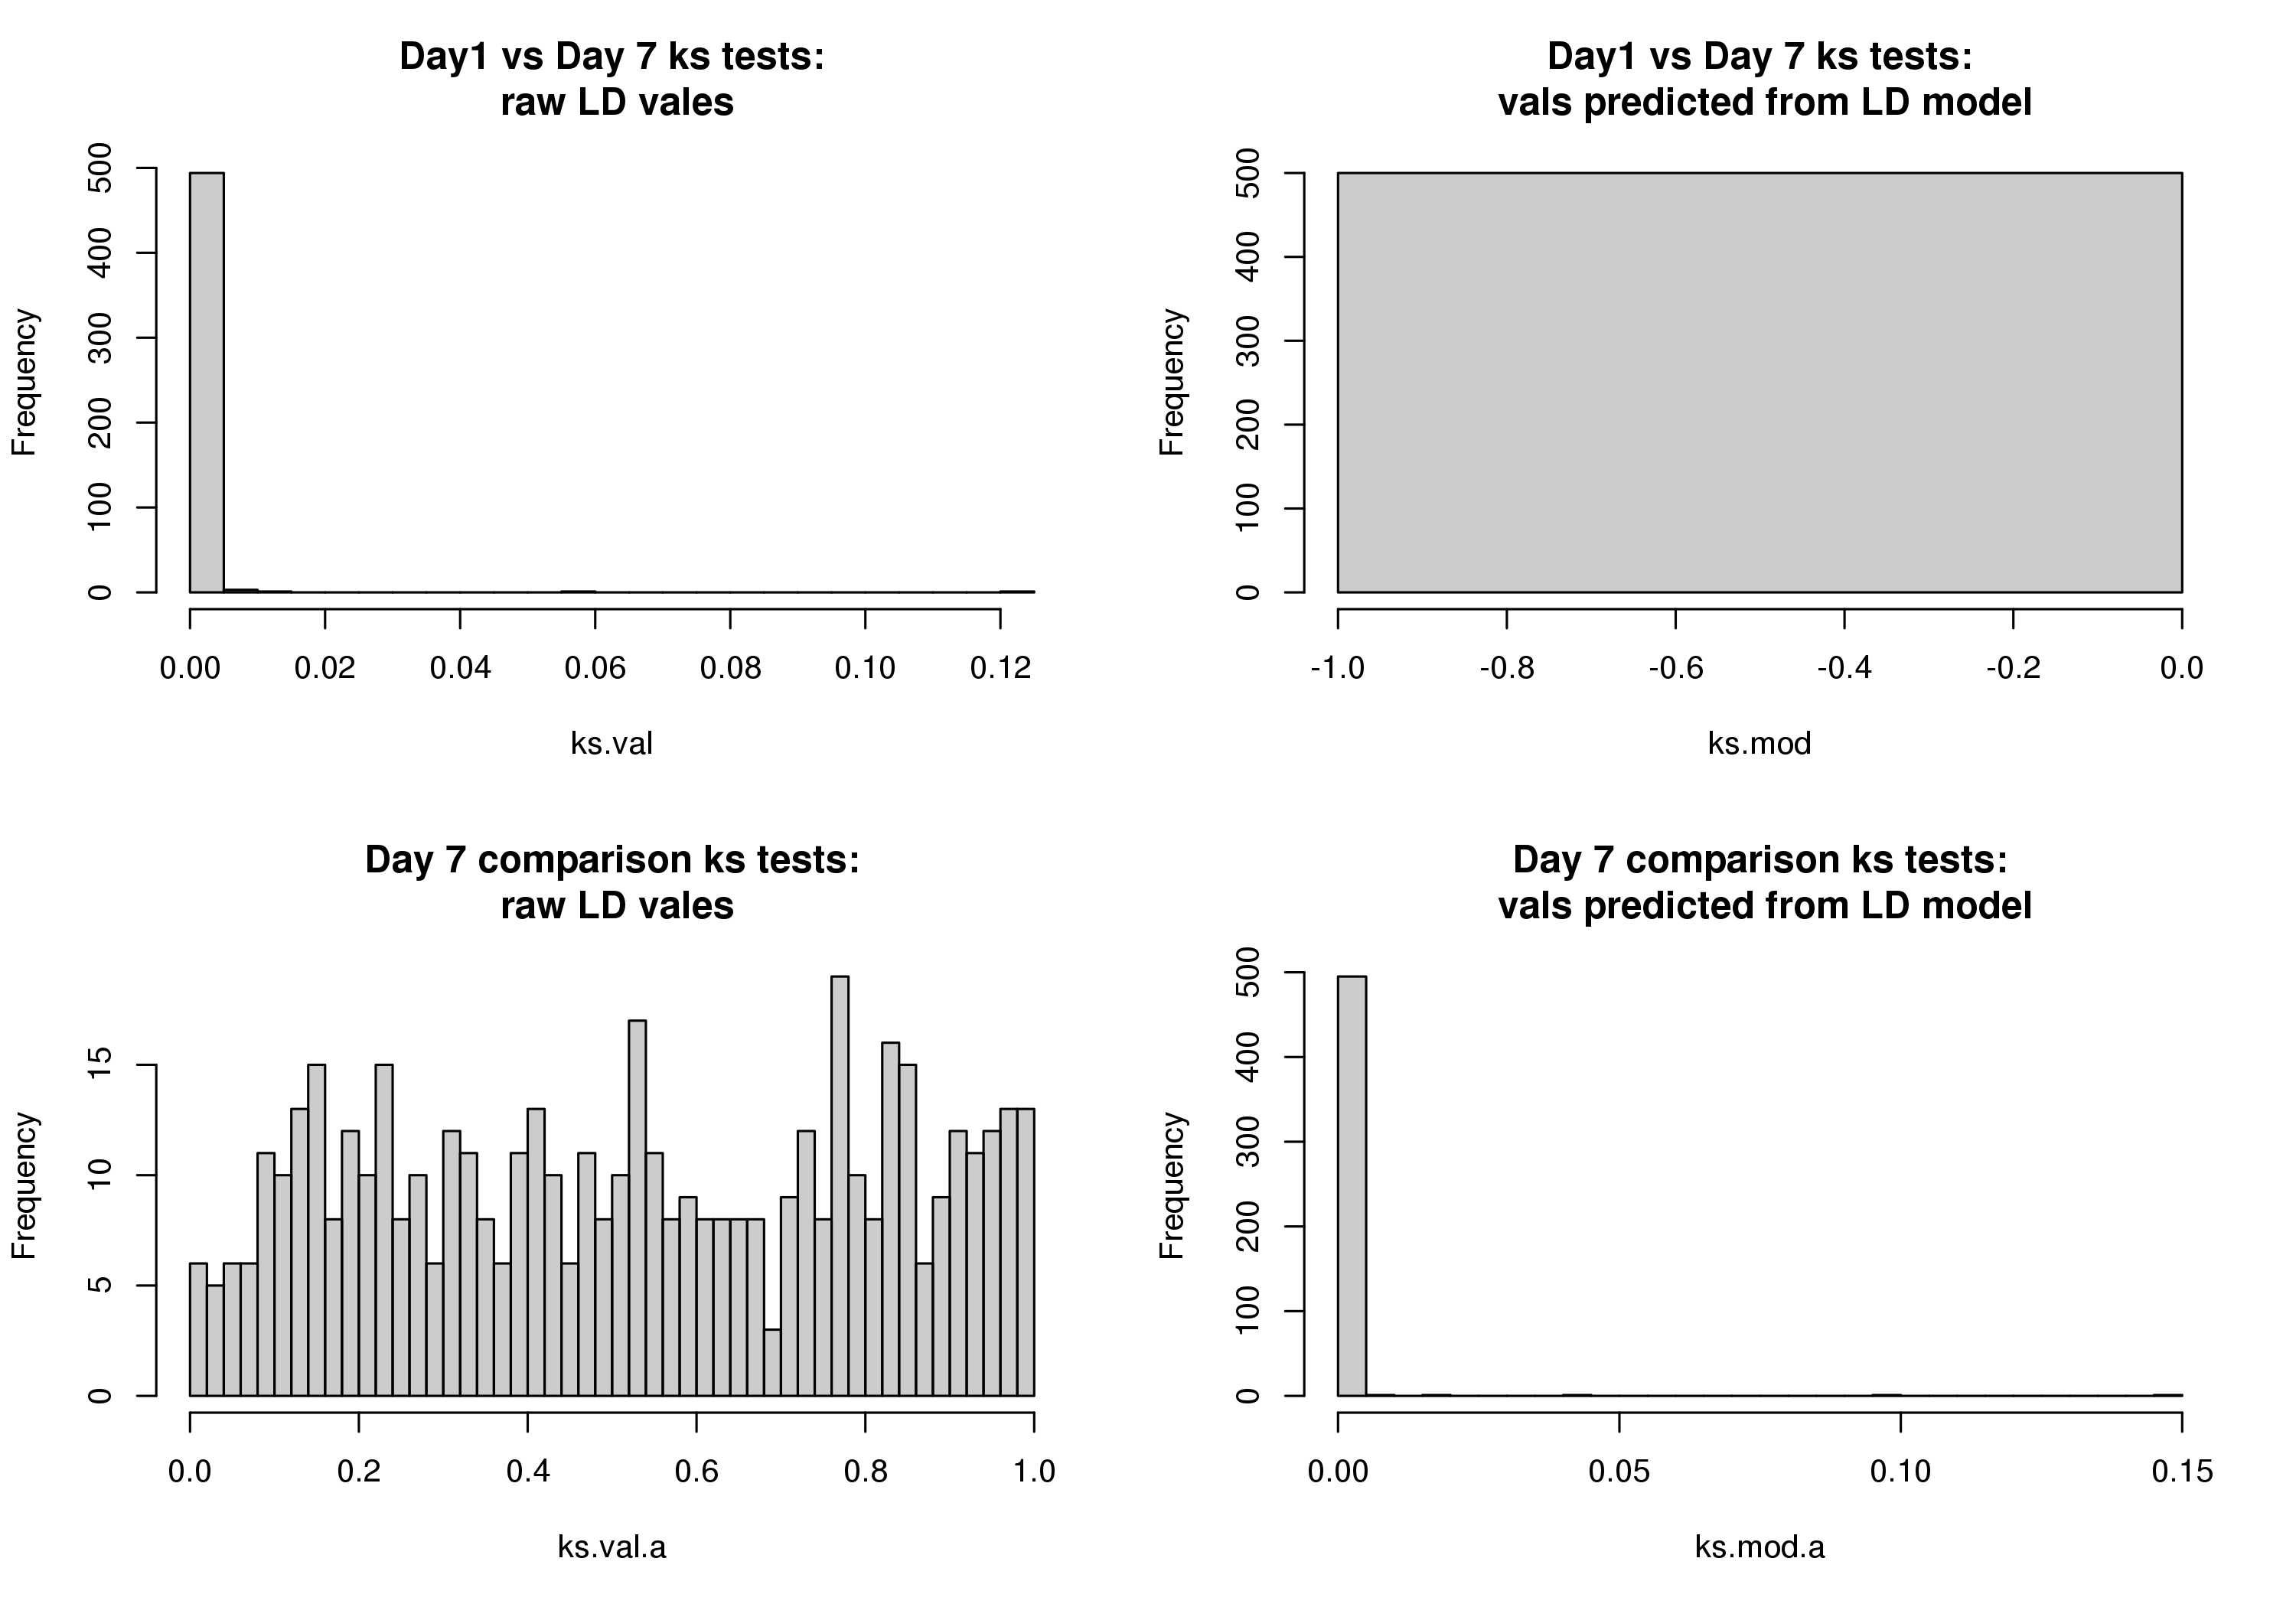 Day1 vs Day 7 ks tests:
raw LD vales
Frequency
0 100 200 300 400 500
0.00 0.02 0.04 0.06 0.08 0.10 0.12
ks.val
Day1 vs Day 7 ks tests:
vals predicted from LD model
Frequency
0 100 200 300 400 500
-1.0 -0.8 -0.6 -0.4 -0.2 0.0
ks.mod
Day 7 comparison ks tests:
raw LD vales
Frequency
0 5 10 15
0.0 0.2 0.4 0.6 0.8 1.0
ks.val.a
Day 7 comparison ks tests:
vals predicted from LD model
Frequency
0 100 200 300 400 500
0.00 0.05 0.10 0.15
ks.mod.a